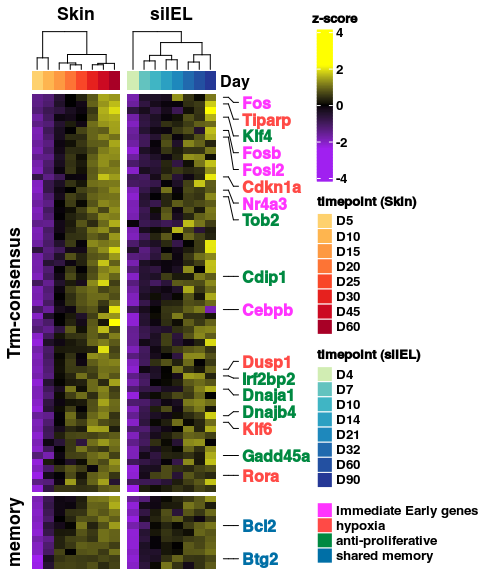 Skin
siIEL
Day
Trm-consensus
memory
Fos
Tiparp
Klf4
Fosb
Fosl2
Cdkn1a
Nr4a3
Tob2
Cdip1
Cebpb
Dusp1
Irf2bp2
Dnaja1
Dnajb4
Klf6
Gadd45a
Rora
Bcl2
Btg2
z-score
4
2
0
-2
-4
timepoint (Skin)
D5
D10
D15
D20
D25
D30
D45
D60
timepoint (siIEL)
D4
D7
D10
D14
D21
D32
D60
D90
Immediate Early genes
hypoxia
anti-proliferative
shared memory